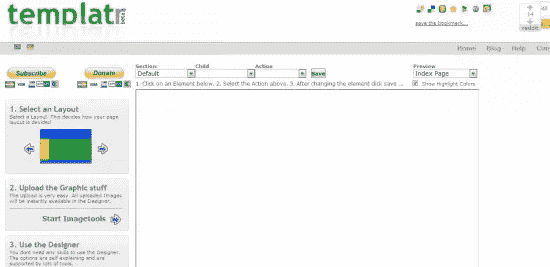 templat
beta
save the bookmark...
14
reddit
Home Blog Help Con
Subscribe
Donate
Section: Child Action Preview
Default Save Index Page
1. Click on an Element below. 2. Select the Action above. 3. After changing the element click save ... Show Highlight Colors
1. Select an Layout
Select a Layout. This decides how your page
layout is devided!
2. Upload the Graphic stuff
The Upload is very easy. All uploaded Images
will be instantly available in the Designer.
Start Imagetools
3. Use the Designer
You dont need any skills to use the Designer.
The options are self-explaing and are
supported by lots of tools.